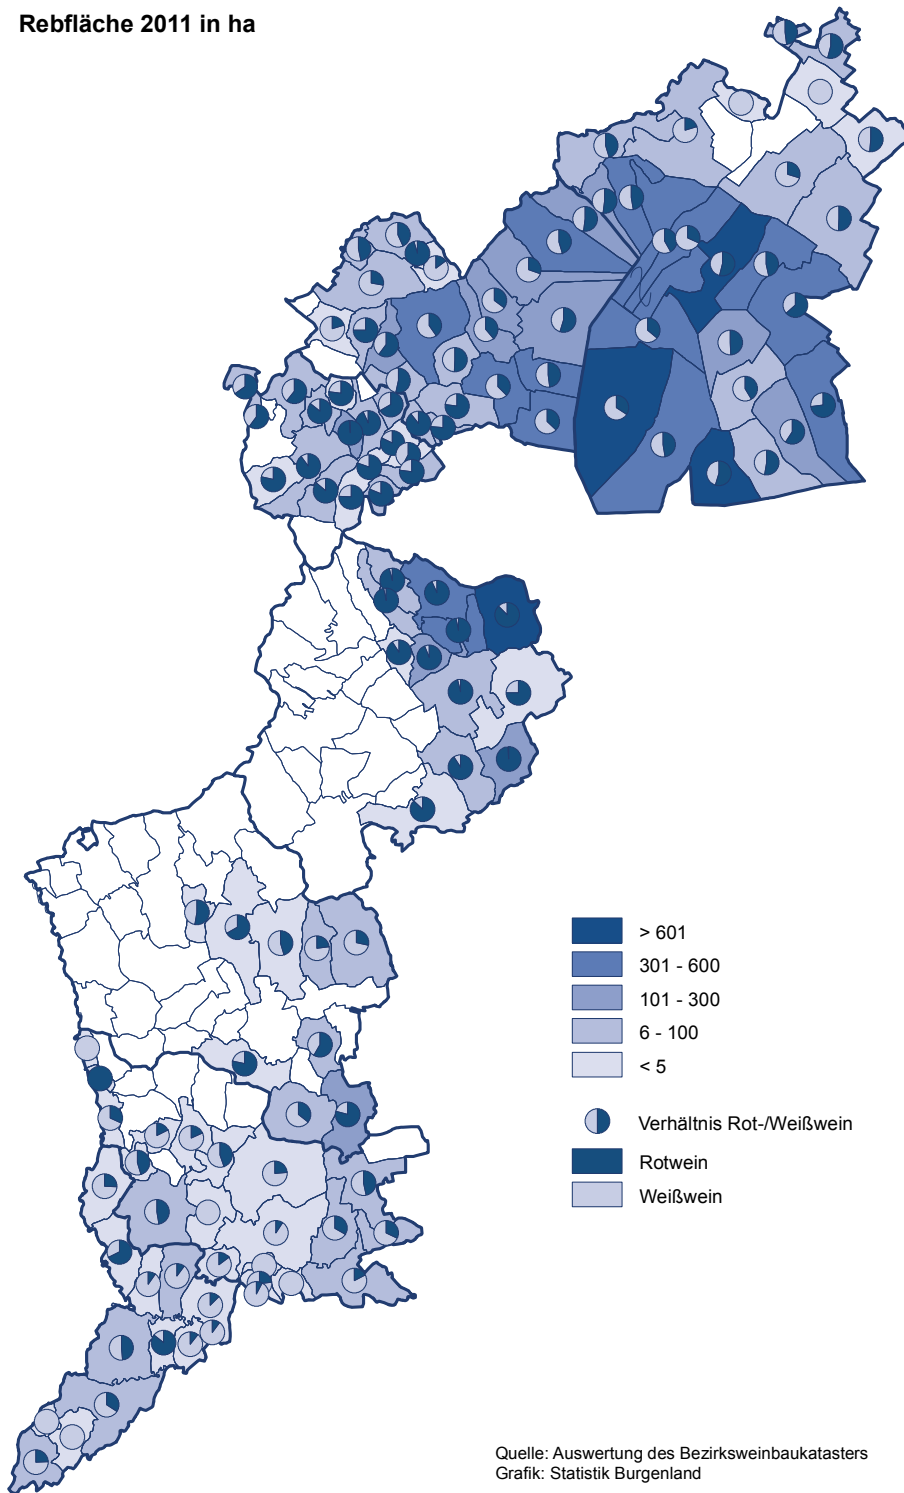 Rebfläche 2011 in ha
> 601
301 - 600
101 - 300
6 - 100
< 5
Verhältnis Rot-/Weißwein
Rotwein
Weißwein
Quelle: Auswertung des Bezirksweinbaukatasters
Grafik: Statistik Burgenland